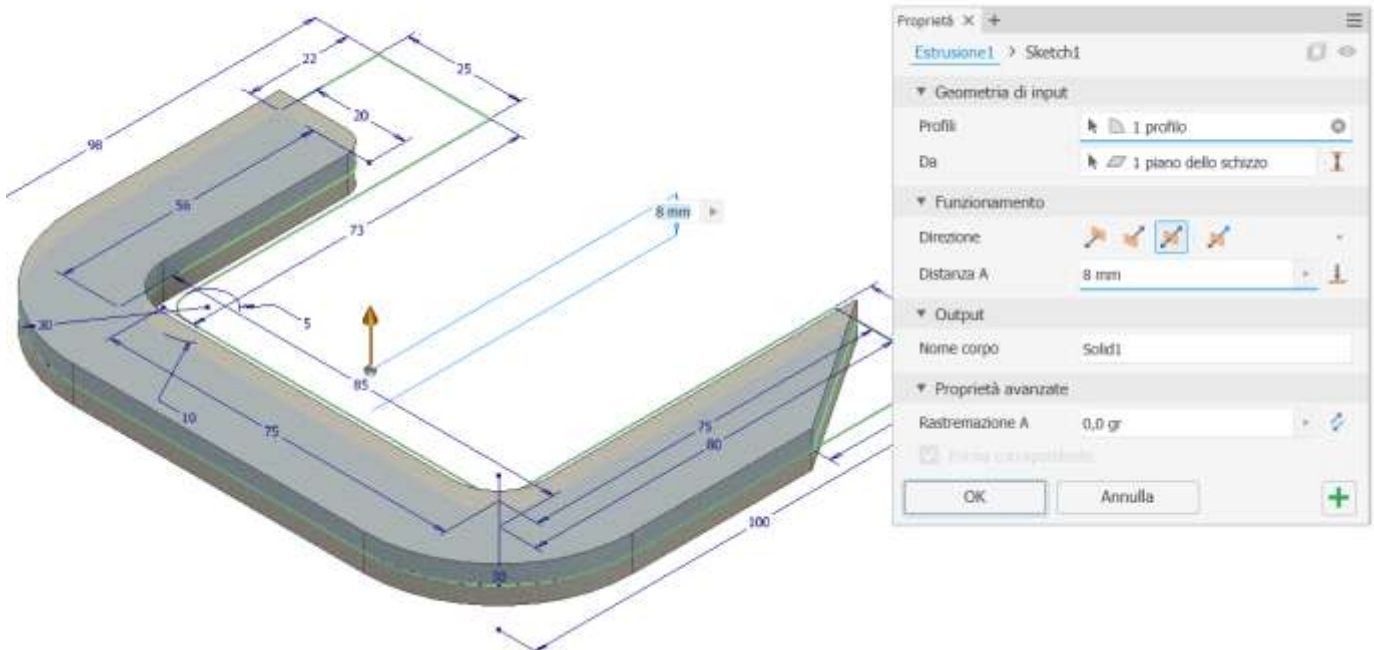 Proprietà × +
Estrusione1 > Sketch1
Geometria di input
Profili 1 profilo
Da 1 piano dello schizzo
Funzionamento
Direzione
Distanza A 8 mm
Output
Nome corpo Solid1
Proprietà avanzate
Rastremazione A 0,0 gr
OK Annulla
98
22
25
20
56
73
8 mm
30
5
85
10
75
75
80
100